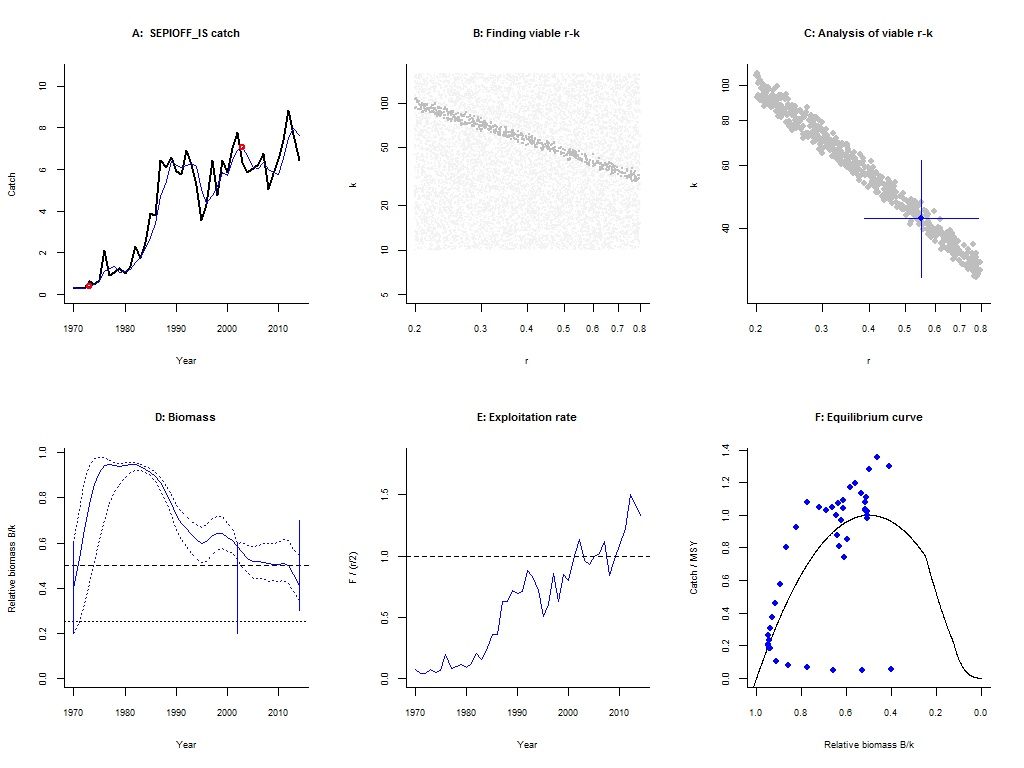 A:  SEPIOFF_IS catch
Catch
10
8
6
4
2
0
1970 1980 1990 2000 2010
Year
B: Finding viable r-k
k
100
50
20
10
5
0.2 0.3 0.4 0.5 0.6 0.7 0.8
r
C: Analysis of viable r-k
k
100
80
60
40
0.2 0.3 0.4 0.5 0.6 0.7 0.8
r
D: Biomass
Relative biomass B/k
1.0
0.8
0.6
0.4
0.2
0.0
1970 1980 1990 2000 2010
Year
E: Exploitation rate
F / (r/2)
1.5
1.0
0.5
0.0
1970 1980 1990 2000 2010
Year
F: Equilibrium curve
Catch / MSY
1.4
1.2
1.0
0.8
0.6
0.4
0.2
0.0
1.0 0.8 0.6 0.4 0.2 0.0
Relative biomass B/k